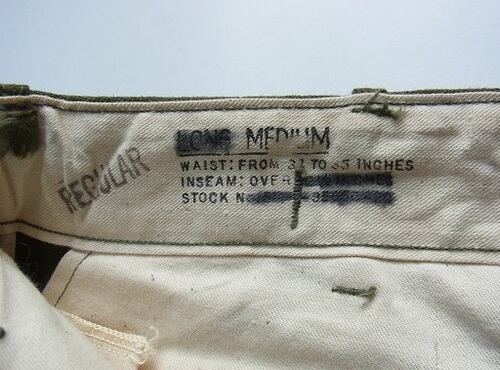 LONG MEDIUM
REGULAR
WAIST: FROM 31 TO 35 INCHES
INSEAM: OVER
STOCK N